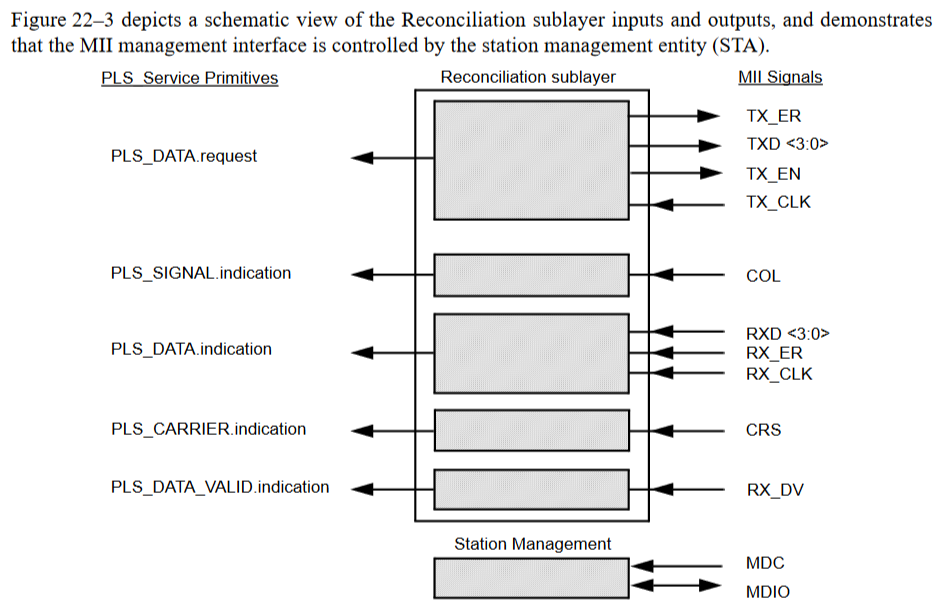 Figure 22–3 depicts a schematic view of the Reconciliation sublayer inputs and outputs, and demonstrates
that the MII management interface is controlled by the station management entity (STA).
PLS_Service Primitives
Reconciliation sublayer
MII Signals
PLS_DATA.request
TX_ER
TXD <3:0>
TX_EN
TX_CLK
PLS_SIGNAL.indication
COL
PLS_DATA.indication
RXD <3:0>
RX_ER
RX_CLK
PLS_CARRIER.indication
CRS
PLS_DATA_VALID.indication
RX_DV
Station Management
MDC
MDIO